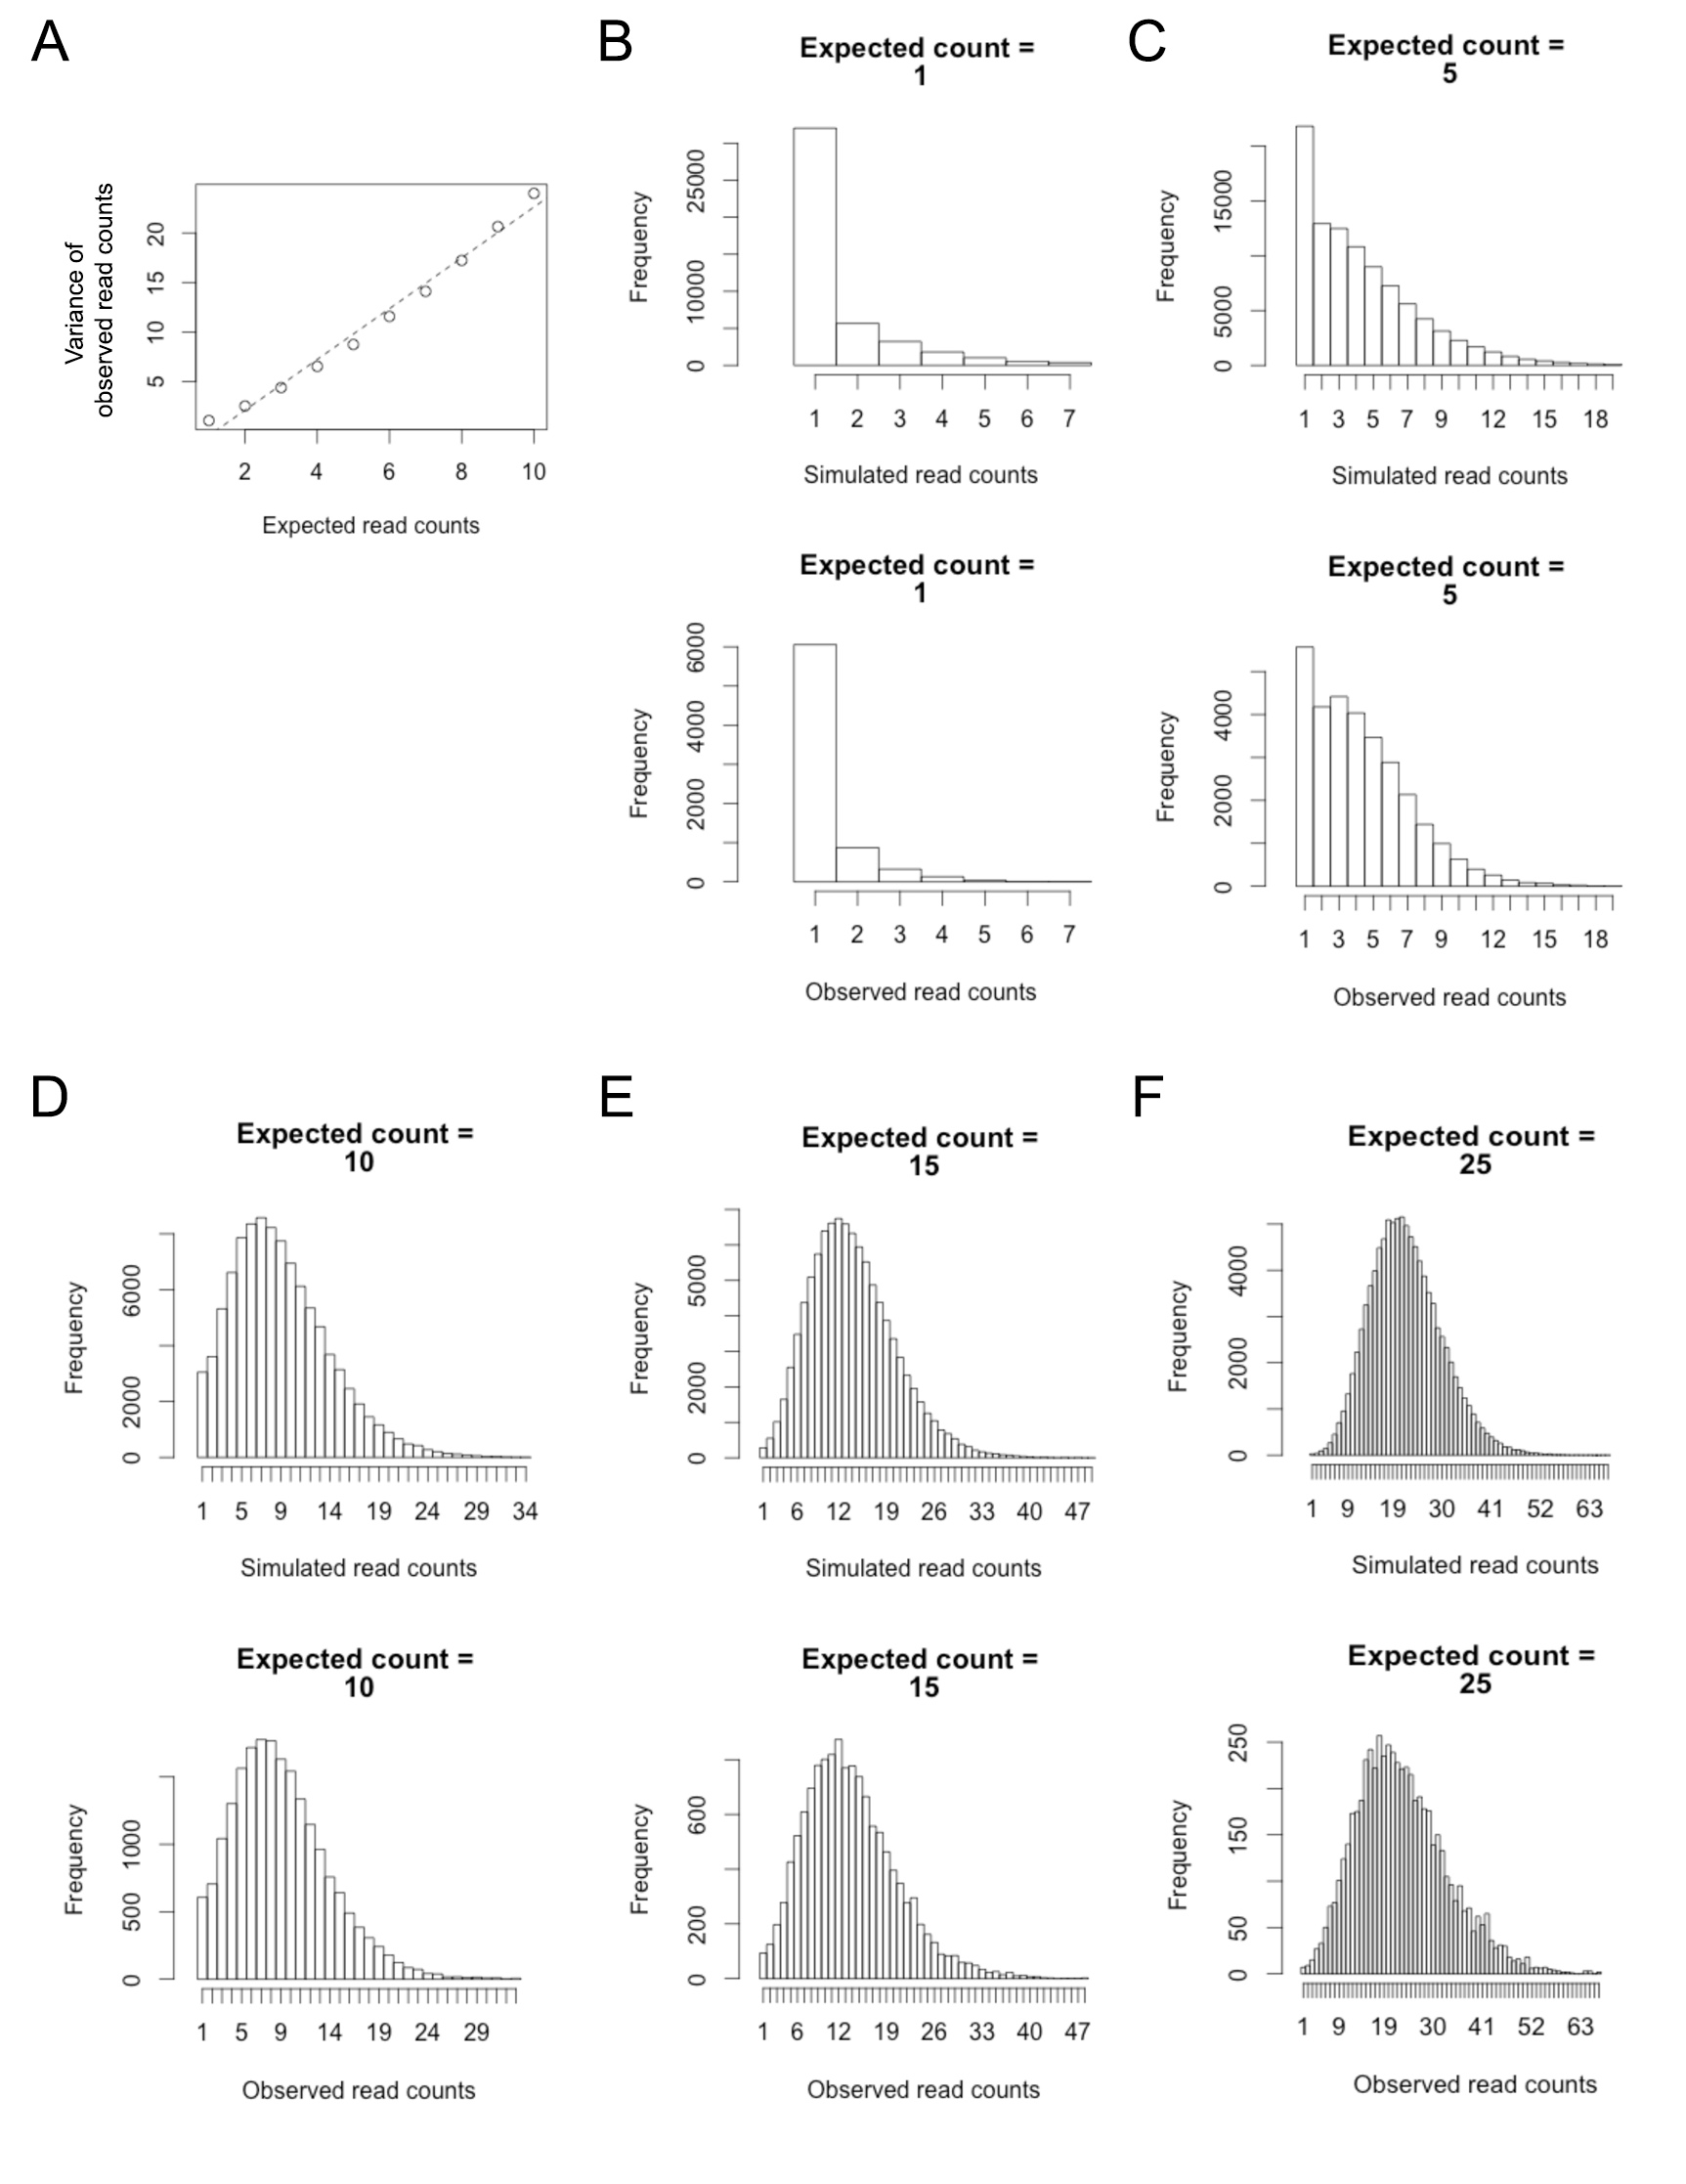 A
Variance of
observed read counts
5 10 15 20
2 4 6 8 10
Expected read counts
B
Expected count =
1
Frequency
0 10000 25000
1 2 3 4 5 6 7
Simulated read counts
Expected count =
1
Frequency
0 2000 4000 6000
1 2 3 4 5 6 7
Observed read counts
C
Expected count =
5
Frequency
0 5000 15000
1 3 5 7 9 12 15 18
Simulated read counts
Expected count =
5
Frequency
0 2000 4000
1 3 5 7 9 12 15 18
Observed read counts
D
Expected count =
10
Frequency
0 2000 6000
1 5 9 14 19 24 29 34
Simulated read counts
Expected count =
10
Frequency
0 500 1000
1 5 9 14 19 24 29
Observed read counts
E
Expected count =
15
Frequency
0 2000 5000
1 6 12 19 26 33 40 47
Simulated read counts
Expected count =
15
Frequency
0 200 600
1 6 12 19 26 33 40 47
Observed read counts
F
Expected count =
25
Frequency
0 2000 4000
1 9 19 30 41 52 63
Simulated read counts
Expected count =
25
Frequency
0 50 150 250
1 9 19 30 41 52 63
Observed read counts